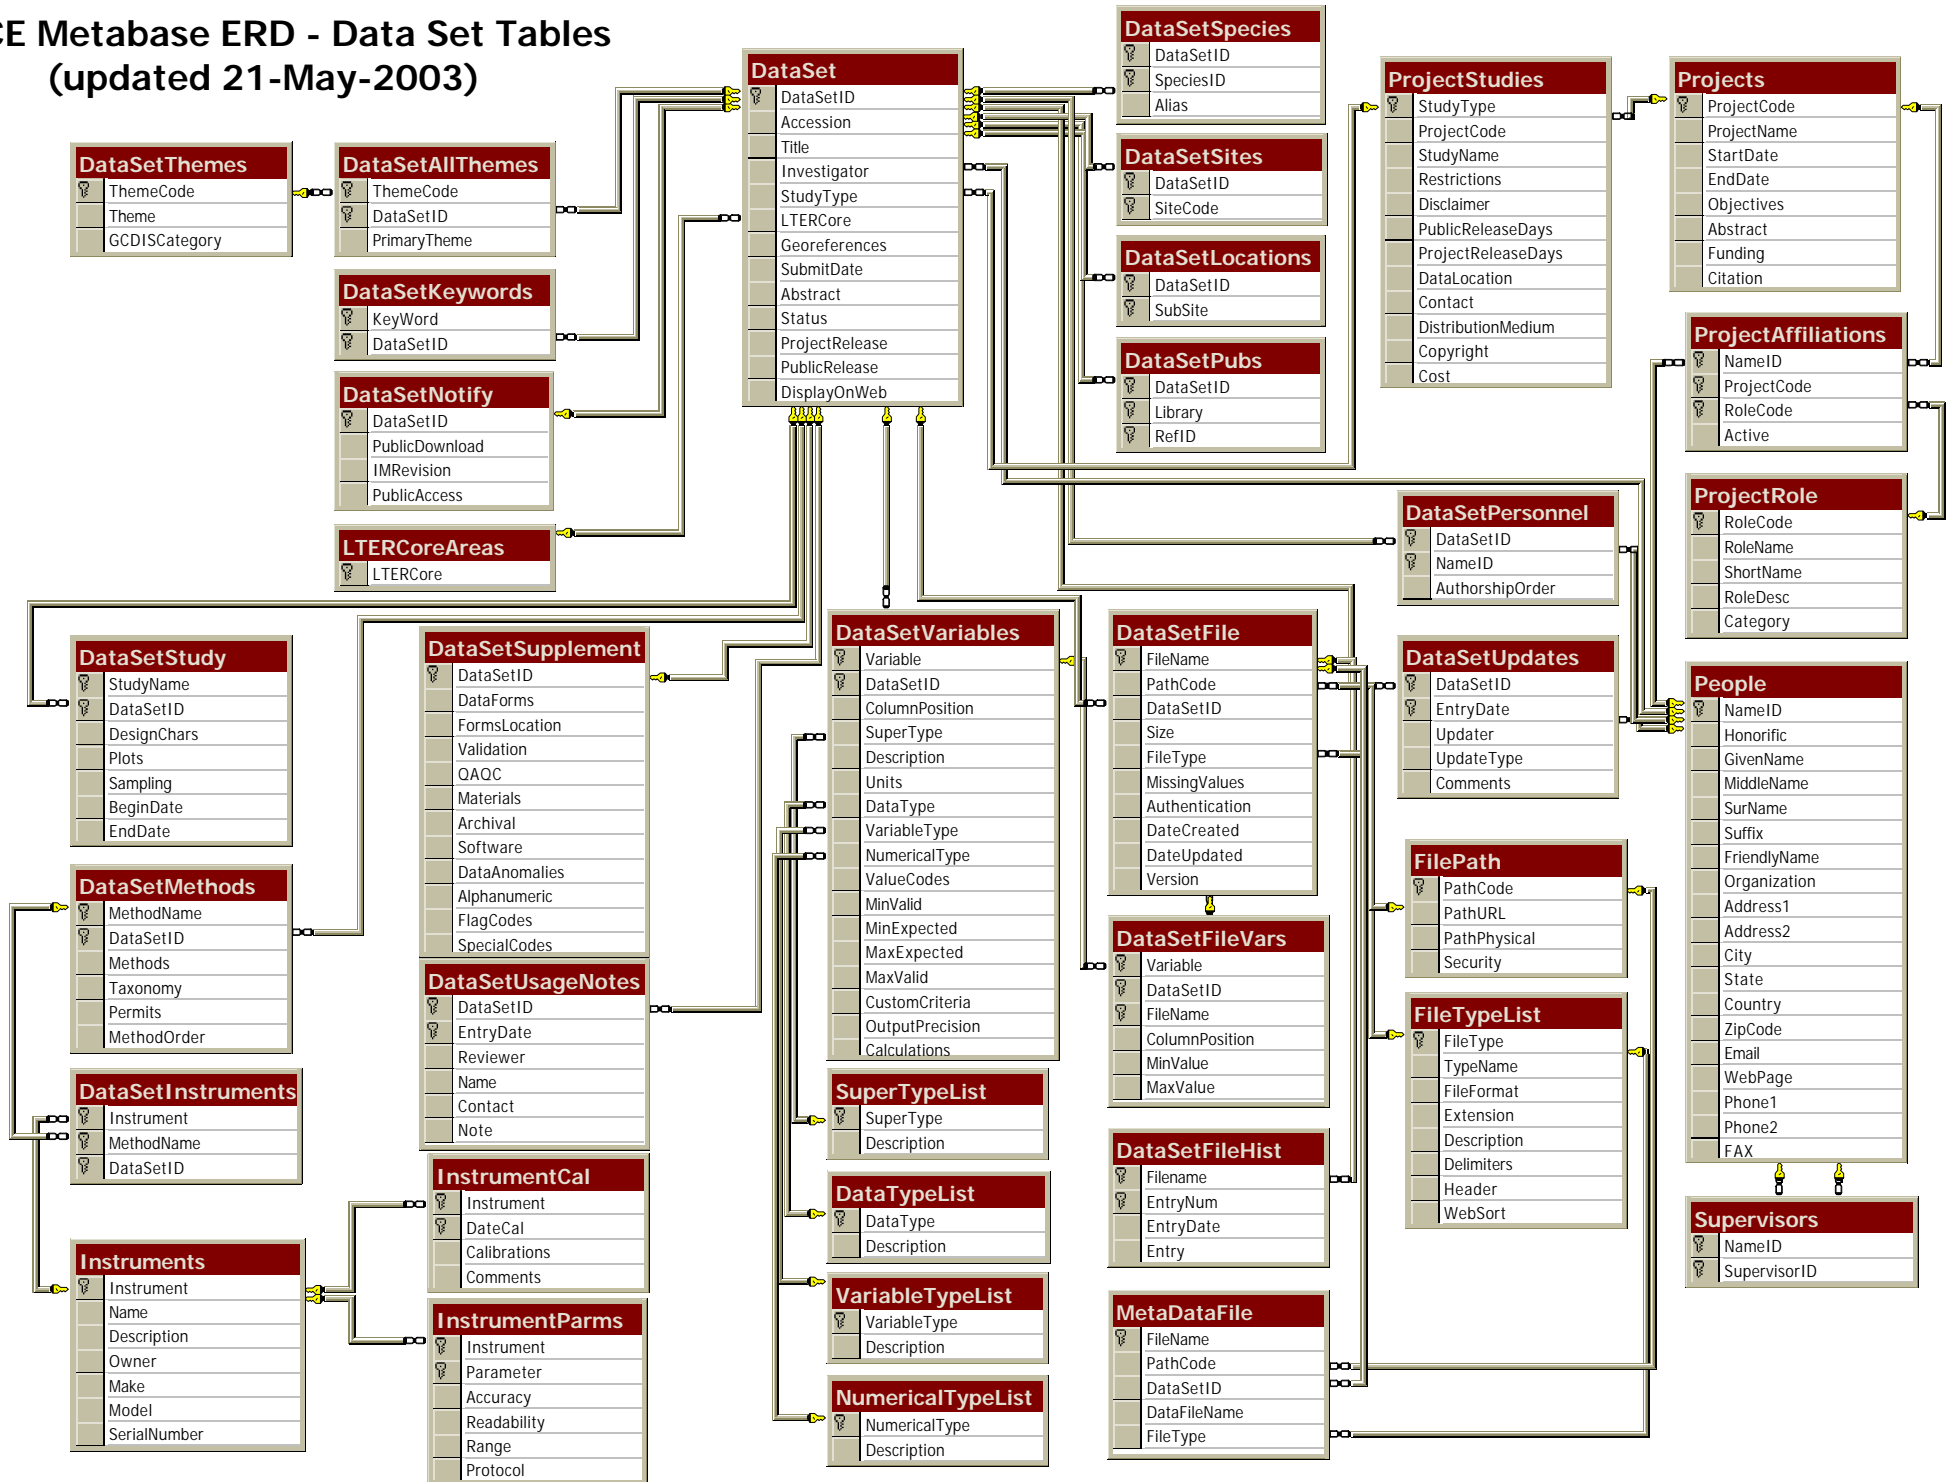 CE Metabase ERD - Data Set Tables
(updated 21-May-2003)
DataSetThemes
ThemeCode
Theme
GCDISCategory
DataSetAllThemes
ThemeCode
DataSetID
PrimaryTheme
DataSetKeywords
KeyWord
DataSetID
DataSetNotify
DataSetID
PublicDownload
IMRevision
PublicAccess
LTERCoreAreas
LTERCore
DataSet
DataSetID
Accession
Title
Investigator
StudyType
LTERCore
Georeferences
SubmitDate
Abstract
Status
ProjectRelease
PublicRelease
DisplayOnWeb
DataSetSpecies
DataSetID
SpeciesID
Alias
DataSetSites
DataSetID
SiteCode
DataSetLocations
DataSetID
SubSite
DataSetPubs
DataSetID
Library
RefID
ProjectStudies
StudyType
ProjectCode
StudyName
Restrictions
Disclaimer
PublicReleaseDays
ProjectReleaseDays
DataLocation
Contact
DistributionMedium
Copyright
Cost
Projects
ProjectCode
ProjectName
StartDate
EndDate
Objectives
Abstract
Funding
Citation
ProjectAffiliations
NameID
ProjectCode
RoleCode
Active
ProjectRole
RoleCode
RoleName
ShortName
RoleDesc
Category
DataSetPersonnel
DataSetID
NameID
AuthorshipOrder
DataSetStudy
StudyName
DataSetID
DesignChars
Plots
Sampling
BeginDate
EndDate
DataSetMethods
MethodName
DataSetID
Methods
Taxonomy
Permits
MethodOrder
DataSetInstruments
Instrument
MethodName
DataSetID
Instruments
Instrument
Name
Description
Owner
Make
Model
SerialNumber
DataSetSupplement
DataSetID
DataForms
FormsLocation
Validation
QAQC
Materials
Archival
Software
DataAnomalies
Alphanumeric
FlagCodes
SpecialCodes
DataSetUsageNotes
DataSetID
EntryDate
Reviewer
Name
Contact
Note
InstrumentCal
Instrument
DateCal
Calibrations
Comments
InstrumentParms
Instrument
Parameter
Accuracy
Readability
Range
Protocol
DataSetVariables
Variable
DataSetID
ColumnPosition
SuperType
Description
Units
DataType
VariableType
NumericalType
ValueCodes
MinValid
MinExpected
MaxExpected
MaxValid
CustomCriteria
OutputPrecision
Calculations
SuperTypeList
SuperType
Description
DataTypeList
DataType
Description
VariableTypeList
VariableType
Description
NumericalTypeList
NumericalType
Description
DataSetFile
FileName
PathCode
DataSetID
Size
FileType
MissingValues
Authentication
DateCreated
DateUpdated
Version
DataSetFileVars
Variable
DataSetID
FileName
ColumnPosition
MinValue
MaxValue
DataSetFileHist
Filename
EntryNum
EntryDate
Entry
MetaDataFile
FileName
PathCode
DataSetID
DataFileName
FileType
DataSetUpdates
DataSetID
EntryDate
Updater
UpdateType
Comments
FilePath
PathCode
PathURL
PathPhysical
Security
FileTypeList
FileType
TypeName
FileFormat
Extension
Description
Delimiters
Header
WebSort
People
NameID
Honorific
GivenName
MiddleName
SurName
Suffix
FriendlyName
Organization
Address1
Address2
City
State
Country
ZipCode
Email
WebPage
Phone1
Phone2
FAX
Supervisors
NameID
SupervisorID